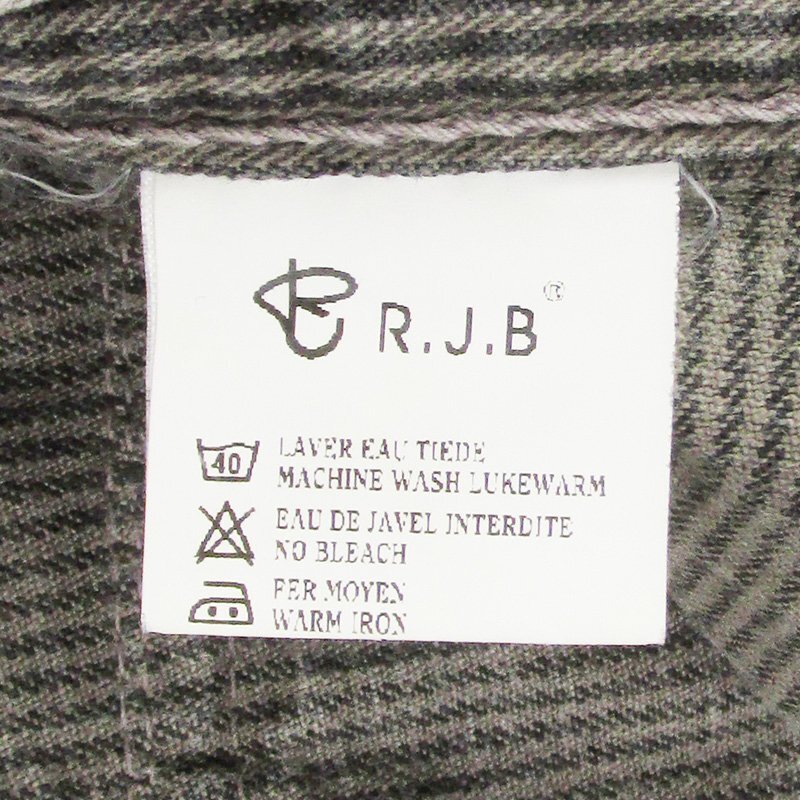 R.J.B ®
40
LAVER EAU TIEDE
MACHINE WASH LUKEWARM
EAU DE JAVEL INTERDITE
NO BLEACH
FER MOYEN
WARM IRON